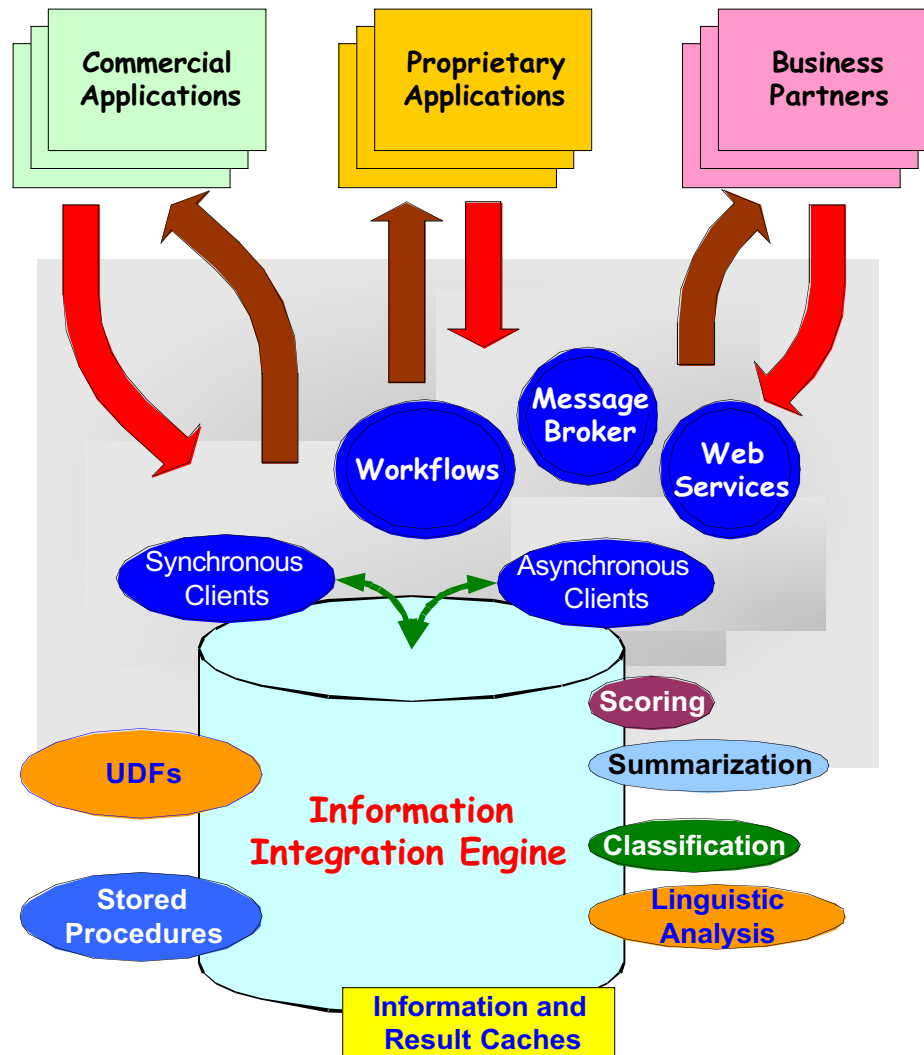 Commercial
Applications
Proprietary
Applications
Business
Partners
Message
Broker
Workflows
Web
Services
Synchronous
Clients
Asynchronous
Clients
Scoring
UDFs
Summarization
Information
Integration Engine
Classification
Stored
Procedures
Linguistic
Analysis
Information and
Result Caches